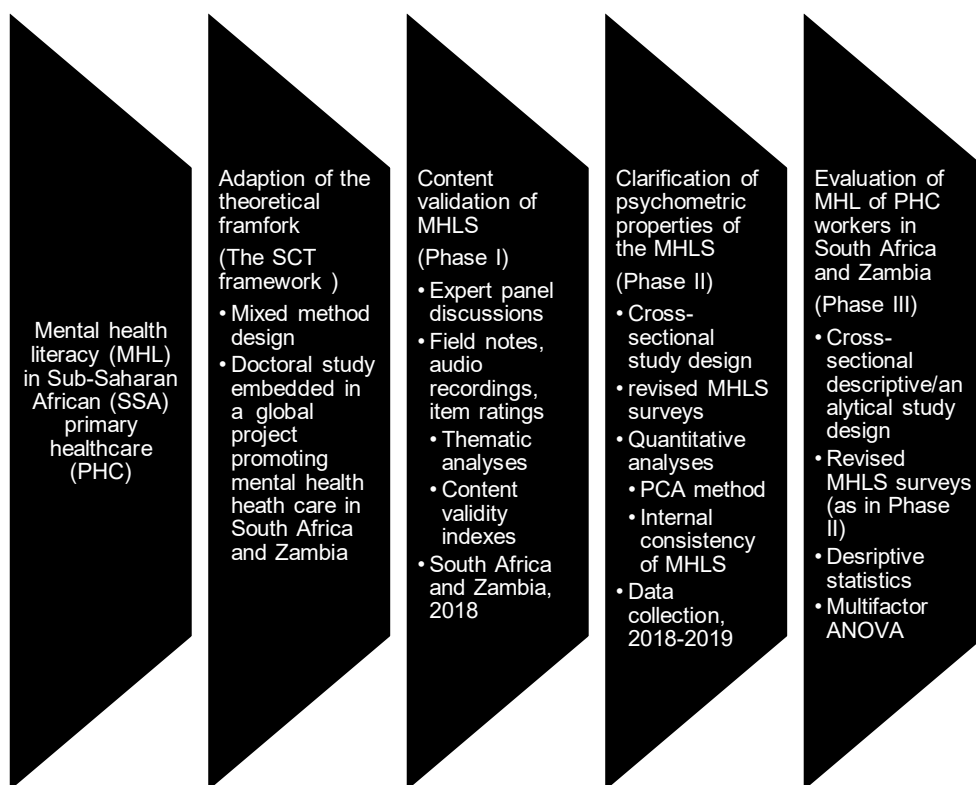 Mental health
literacy (MHL)
in Sub-Saharan
African (SSA)
primary
healthcare
(PHC)
Adaption of the
theoretical
framfork
(The SCT
framework )
• Mixed method
design
• Doctoral study
embedded in
a global
project
promoting
mental health
heath care in
South Africa
and Zambia
Content
validation of
MHLS
(Phase I)
• Expert panel
discussions
• Field notes,
audio
recordings,
item ratings
• Thematic
analyses
• Content
validity
indexes
• South Africa
and Zambia,
2018
Clarification of
psychometric
properties of
the MHLS
(Phase II)
• Cross-
sectional
study design
• revised MHLS
surveys
• Quantitative
analyses
• PCA method
• Internal
consistency
of MHLS
• Data
collection,
2018-2019
Evaluation of
MHL of PHC
workers in
South Africa
and Zambia
(Phase III)
• Cross-
sectional
descriptive/an
alytical study
design
• Revised
MHLS surveys
(as in Phase
II)
• Desriptive
statistics
• Multifactor
ANOVA